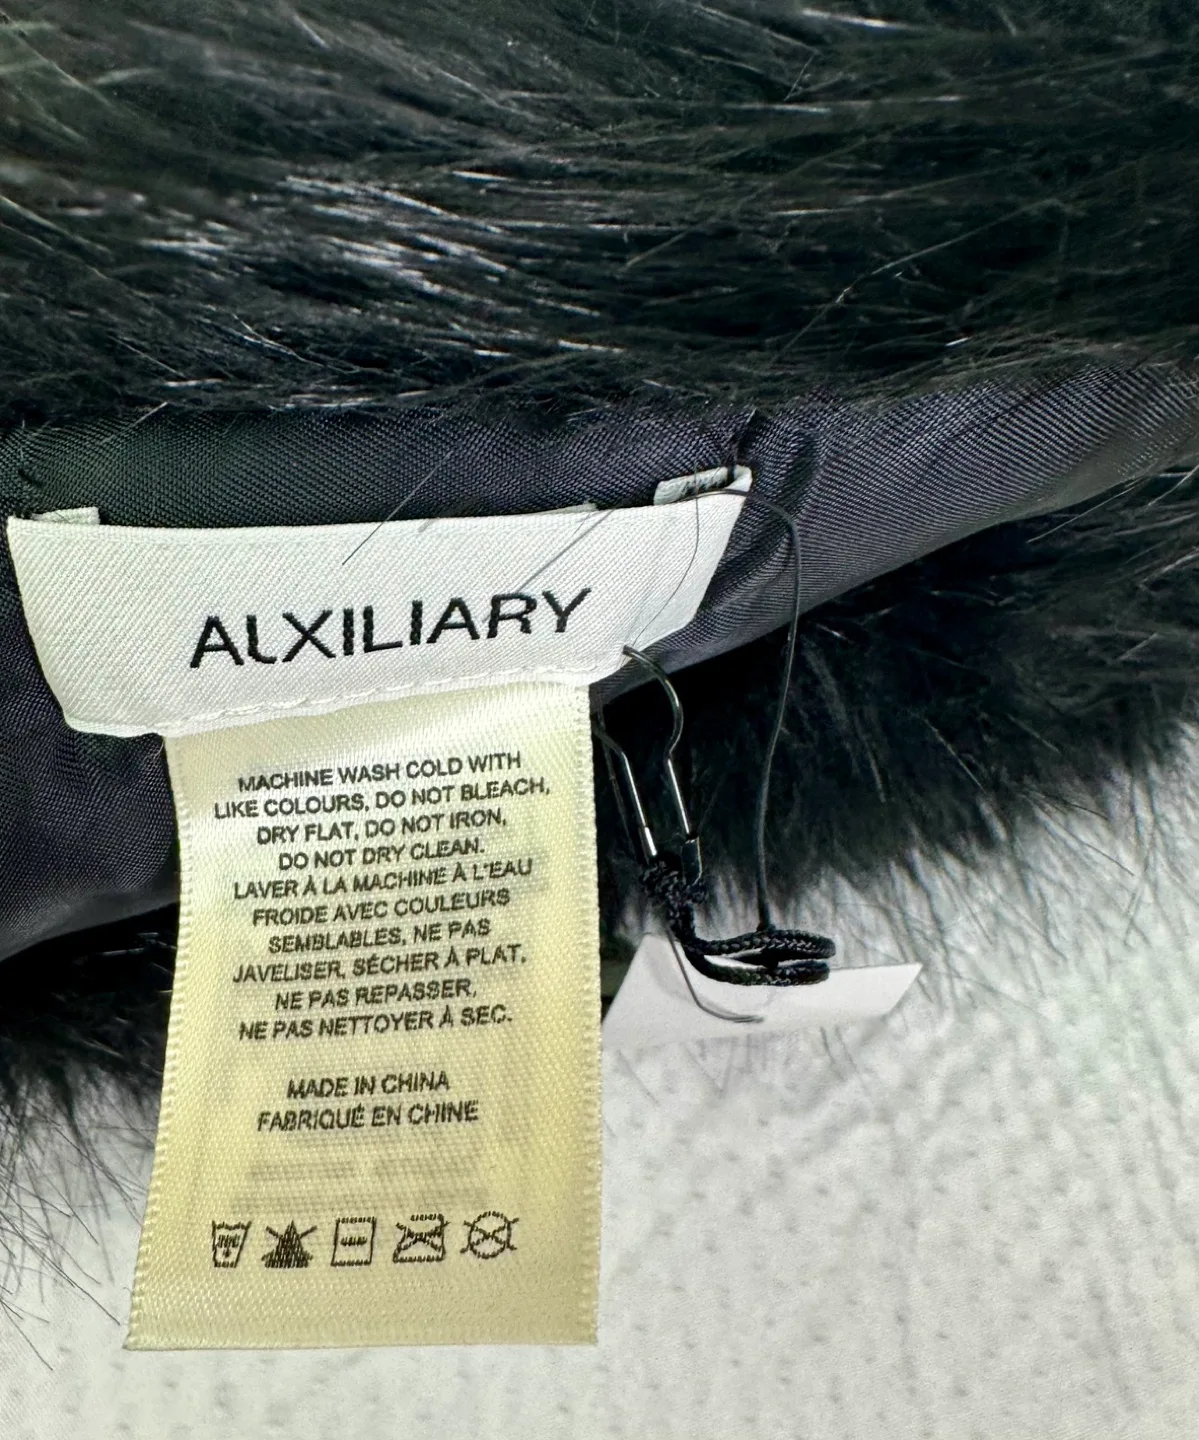 AUXILIARY
MACHINE WASH COLD WITH
LIKE COLOURS, DO NOT BLEACH,
DRY FLAT, DO NOT IRON,
DO NOT DRY CLEAN.
LAVER À LA MACHINE À L'EAU
FROIDE AVEC COULEURS
SEMBLABLES, NE PAS
JAVELISER, SÉCHER À PLAT,
NE PAS REPASSER,
NE PAS NETTOYER À SEC.
MADE IN CHINA
FABRIQUÉ EN CHINE